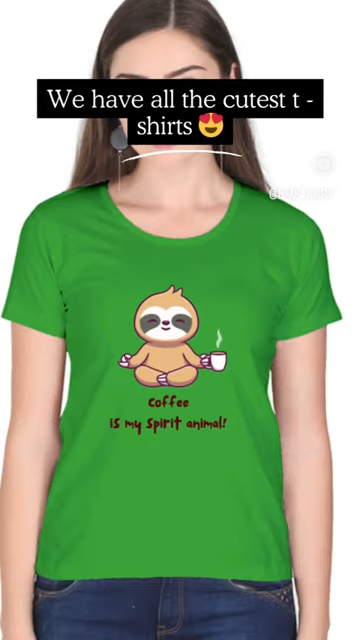 We have all the cutest t -
shirts 😍
Coffee
is my spirit animal!